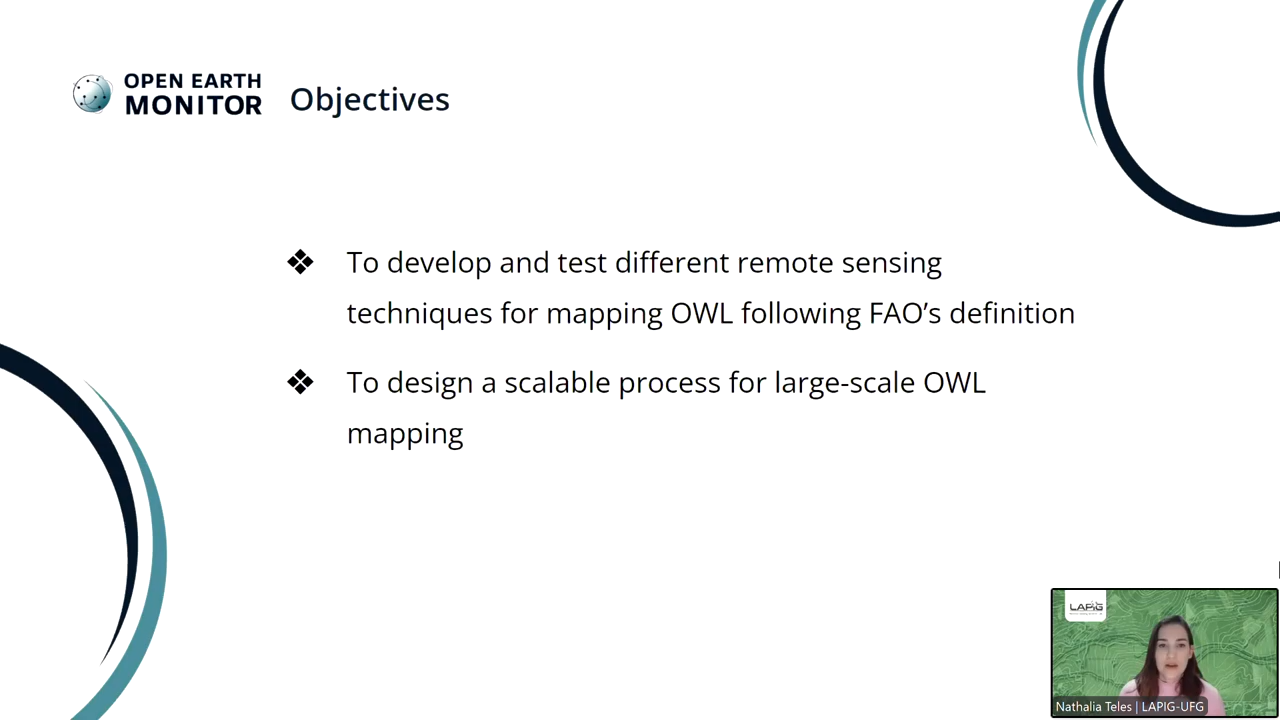 OPEN EARTH
MONITOR
Objectives
❖ To develop and test different remote sensing
techniques for mapping OWL following FAO’s definition
❖ To design a scalable process for large-scale OWL
mapping
LAPIG
Nathalia Teles | LAPIG-UFG